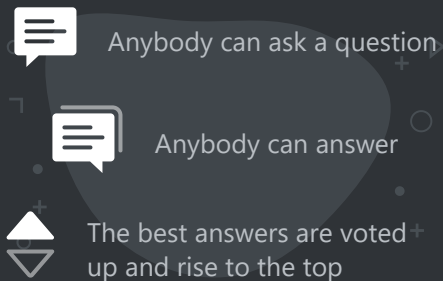 Anybody can ask a question
Anybody can answer
The best answers are voted
up and rise to the top